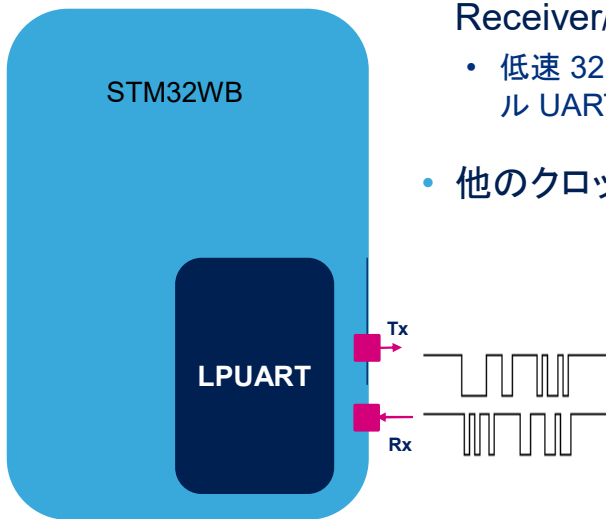 Receiver/
• 低速 32
ル UART
• 他のクロッ
STM32WB
LPUART
Tx
Rx